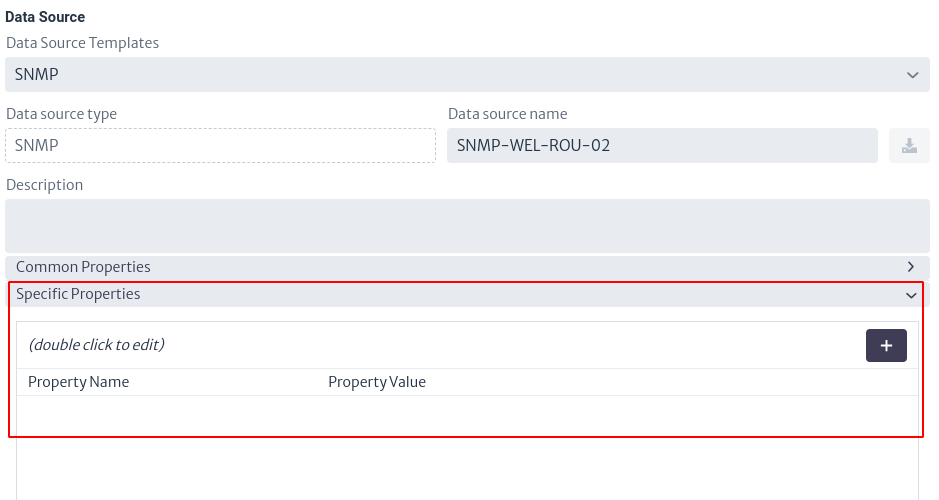 Data Source
Data Source Templates
SNMP
Data source type
Data source name
SNMP
SNMP-WEL-ROU-02
Description
Common Properties
Specific Properties
(double click to edit)
+
Property Name
Property Value